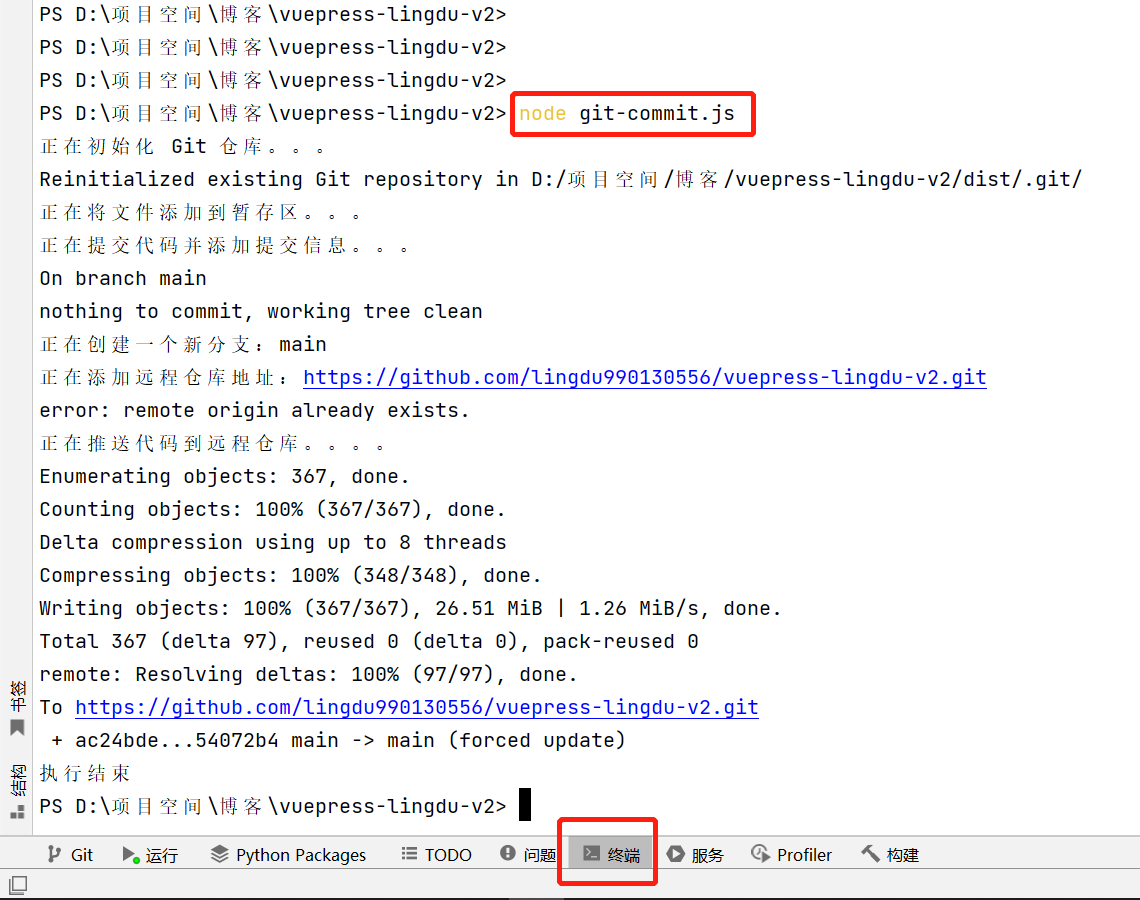 PS D:\项目空间\博客\vuepress-lingdu-v2>
PS D:\项目空间\博客\vuepress-lingdu-v2>
PS D:\项目空间\博客\vuepress-lingdu-v2>
PS D:\项目空间\博客\vuepress-lingdu-v2> node git-commit.js
正在初始化 Git 仓库。。。
Reinitialized existing Git repository in D:/项目空间/博客/vuepress-lingdu-v2/dist/.git/
正在将文件添加到暂存区。。。
正在提交代码并添加提交信息。。。
On branch main
nothing to commit, working tree clean
正在创建一个新分支：main
正在添加远程仓库地址：https://github.com/lingdu990130556/vuepress-lingdu-v2.git
error: remote origin already exists.
正在推送代码到远程仓库。。。。
Enumerating objects: 367, done.
Counting objects: 100% (367/367), done.
Delta compression using up to 8 threads
Compressing objects: 100% (348/348), done.
Writing objects: 100% (367/367), 26.51 MiB | 1.26 MiB/s, done.
Total 367 (delta 97), reused 0 (delta 0), pack-reused 0
remote: Resolving deltas: 100% (97/97), done.
To https://github.com/lingdu990130556/vuepress-lingdu-v2.git
 + ac24bde...54072b4 main -> main (forced update)
执行结束
PS D:\项目空间\博客\vuepress-lingdu-v2>
书签
结构
Git 运行 Python Packages TODO 问题 终端 服务 Profiler 构建